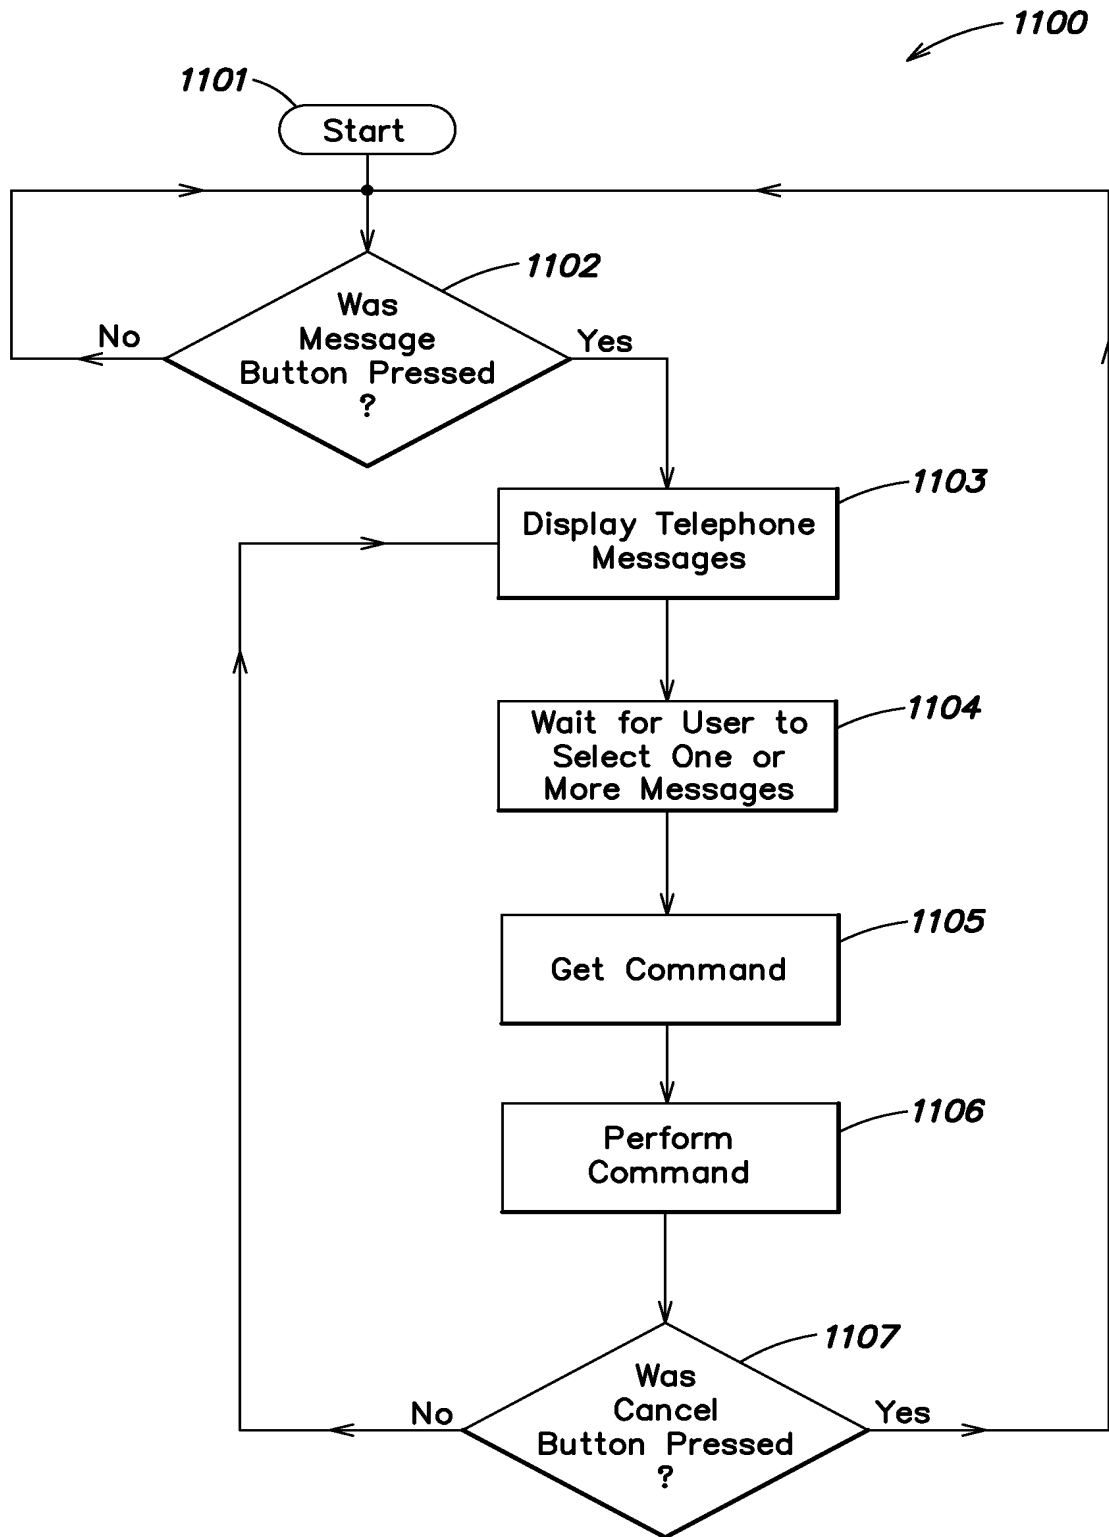 1100
1101
Start
1102
Was
Message
Button Pressed
?
No
Yes
1103
Display Telephone
Messages
1104
Wait for User to
Select One or
More Messages
1105
Get Command
1106
Perform
Command
1107
Was
Cancel
Button Pressed
?
No
Yes